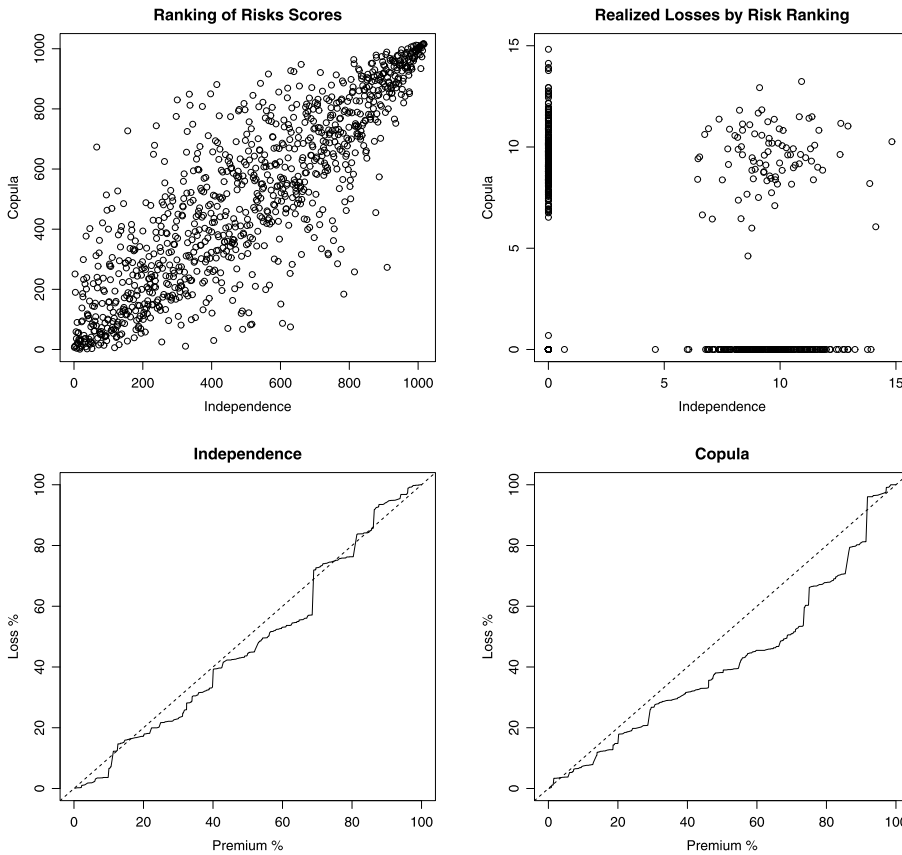 Ranking of Risks Scores
Copula
0 200 400 600 800 1000
0 200 400 600 800 1000
Independence
Realized Losses by Risk Ranking
Copula
0 5 10 15
0 5 10 15
Independence
Independence
Loss %
0 20 40 60 80 100
0 20 40 60 80 100
Premium %
Copula
Loss %
0 20 40 60 80 100
0 20 40 60 80 100
Premium %